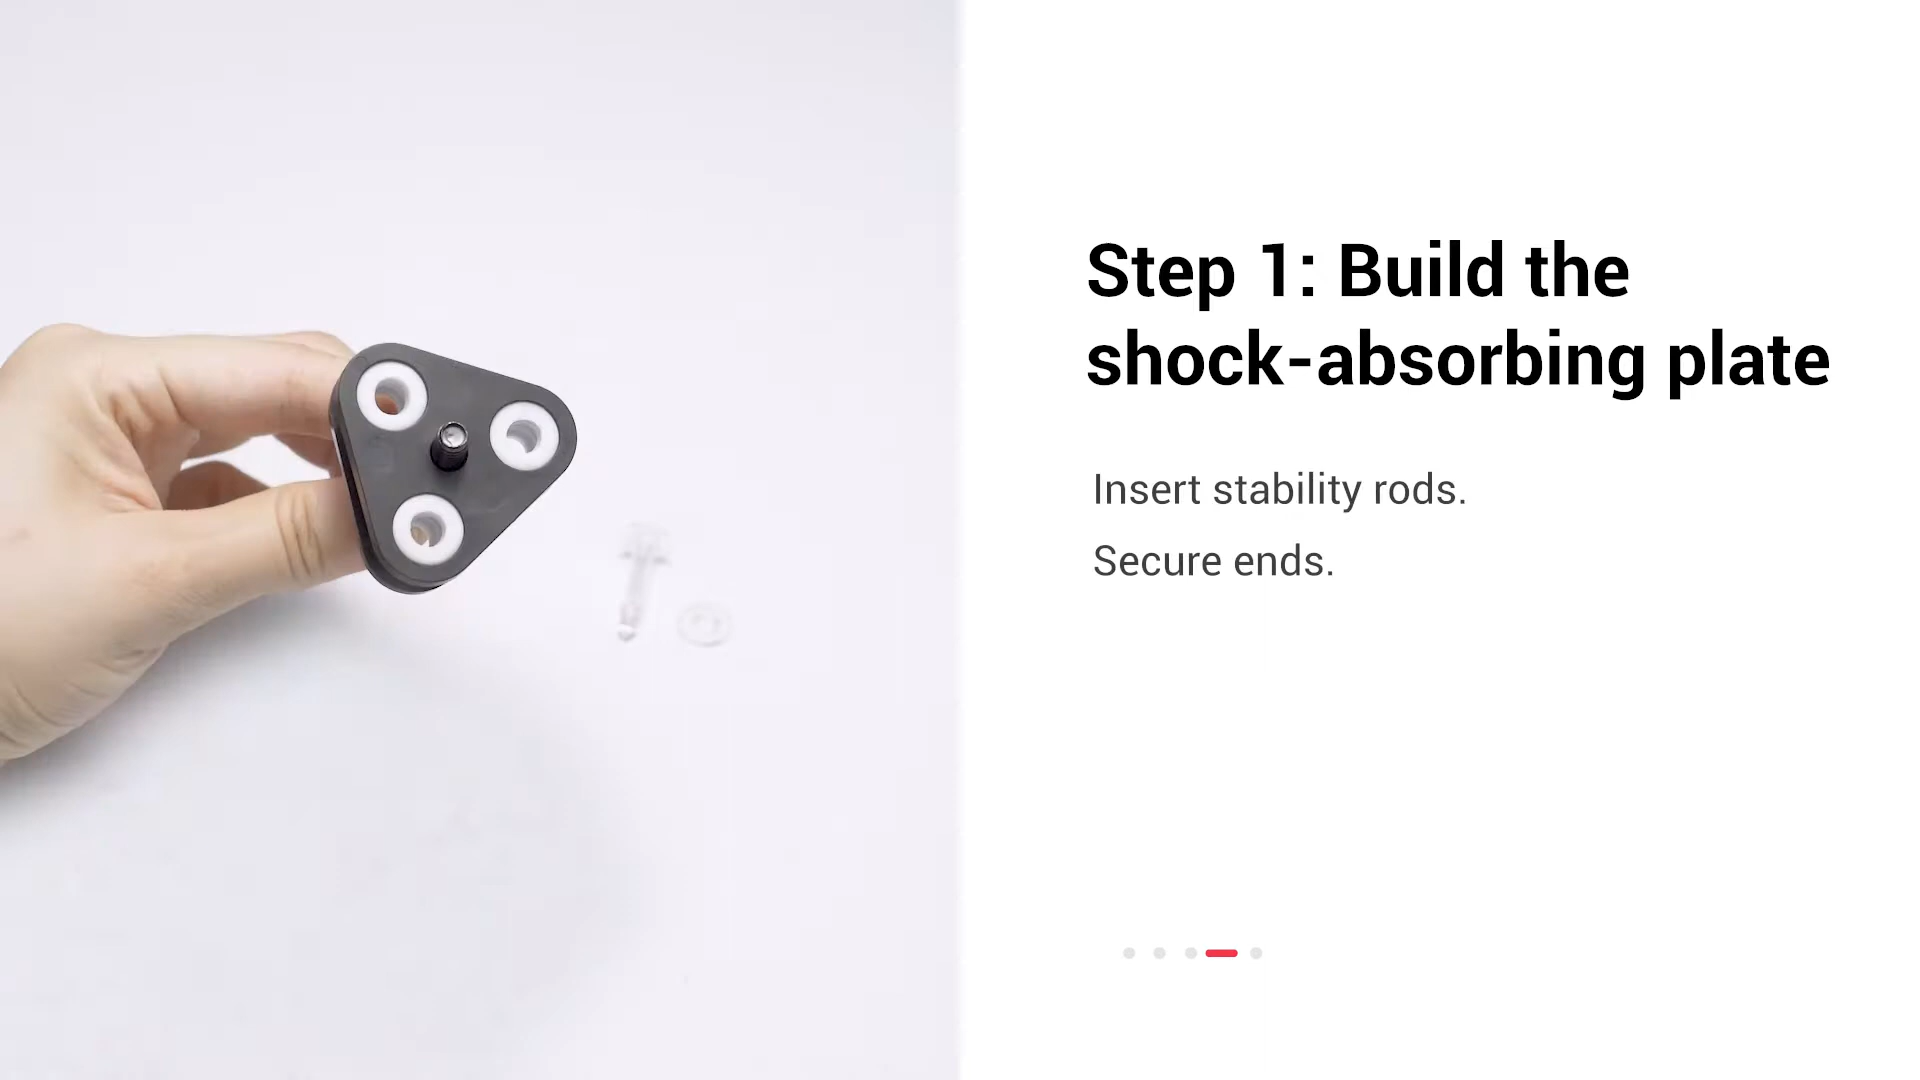 Step 1: Build the
shock-absorbing plate
Insert stability rods.
Secure ends.